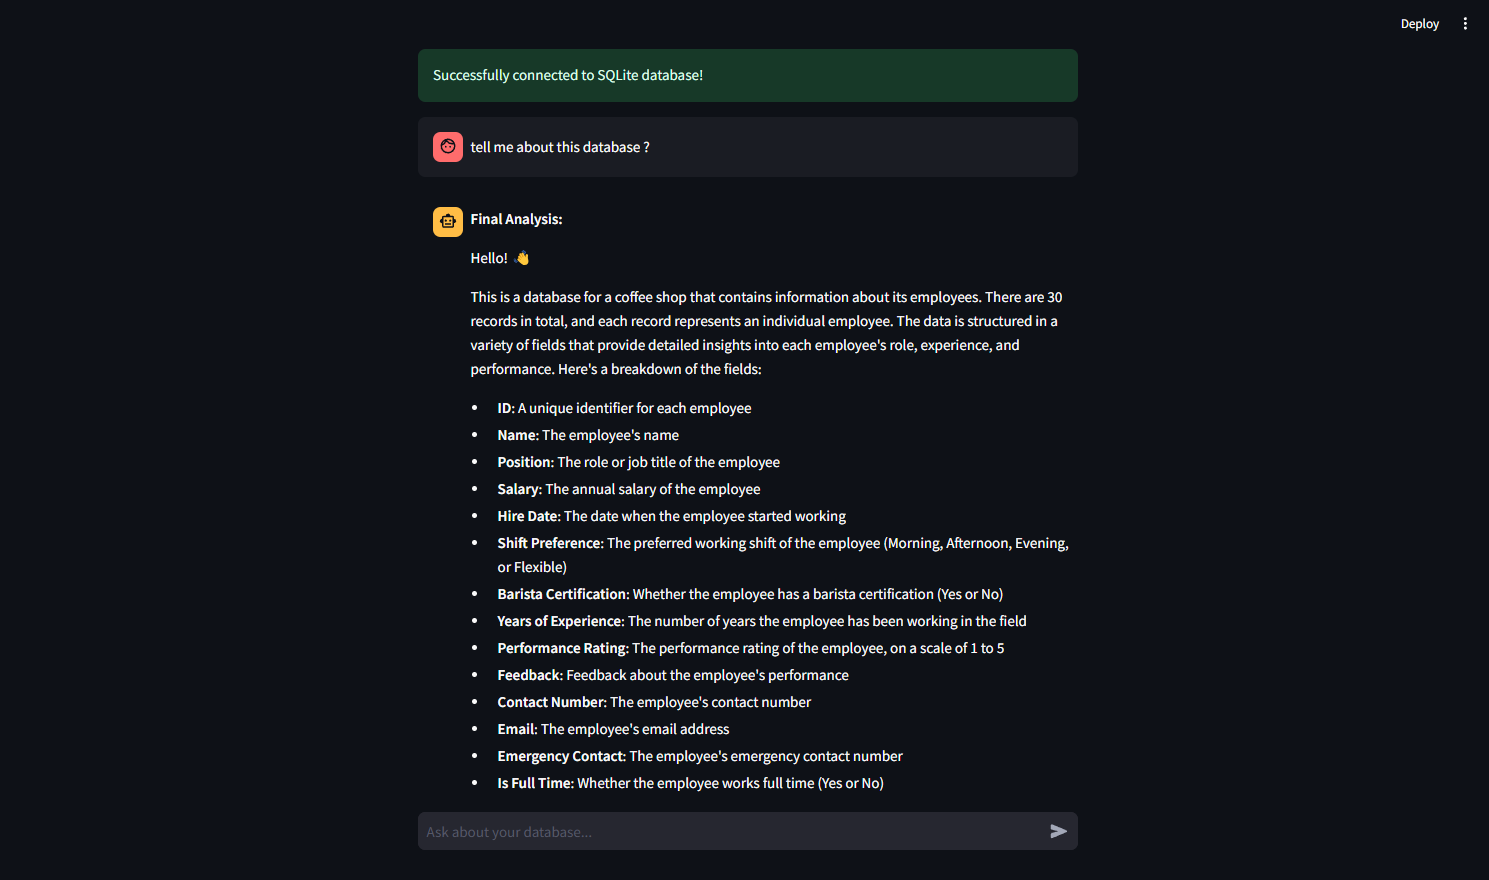 Deploy
Successfully connected to SQLite database!
tell me about this database ?
Final Analysis:
Hello! 👋
This is a database for a coffee shop that contains information about its employees. There are 30
records in total, and each record represents an individual employee. The data is structured in a
variety of fields that provide detailed insights into each employee's role, experience, and
performance. Here's a breakdown of the fields:
• ID: A unique identifier for each employee
• Name: The employee's name
• Position: The role or job title of the employee
• Salary: The annual salary of the employee
• Hire Date: The date when the employee started working
• Shift Preference: The preferred working shift of the employee (Morning, Afternoon, Evening,
or Flexible)
• Barista Certification: Whether the employee has a barista certification (Yes or No)
• Years of Experience: The number of years the employee has been working in the field
• Performance Rating: The performance rating of the employee, on a scale of 1 to 5
• Feedback: Feedback about the employee's performance
• Contact Number: The employee's contact number
• Email: The employee's email address
• Emergency Contact: The employee's emergency contact number
• Is Full Time: Whether the employee works full time (Yes or No)
Ask about your database...